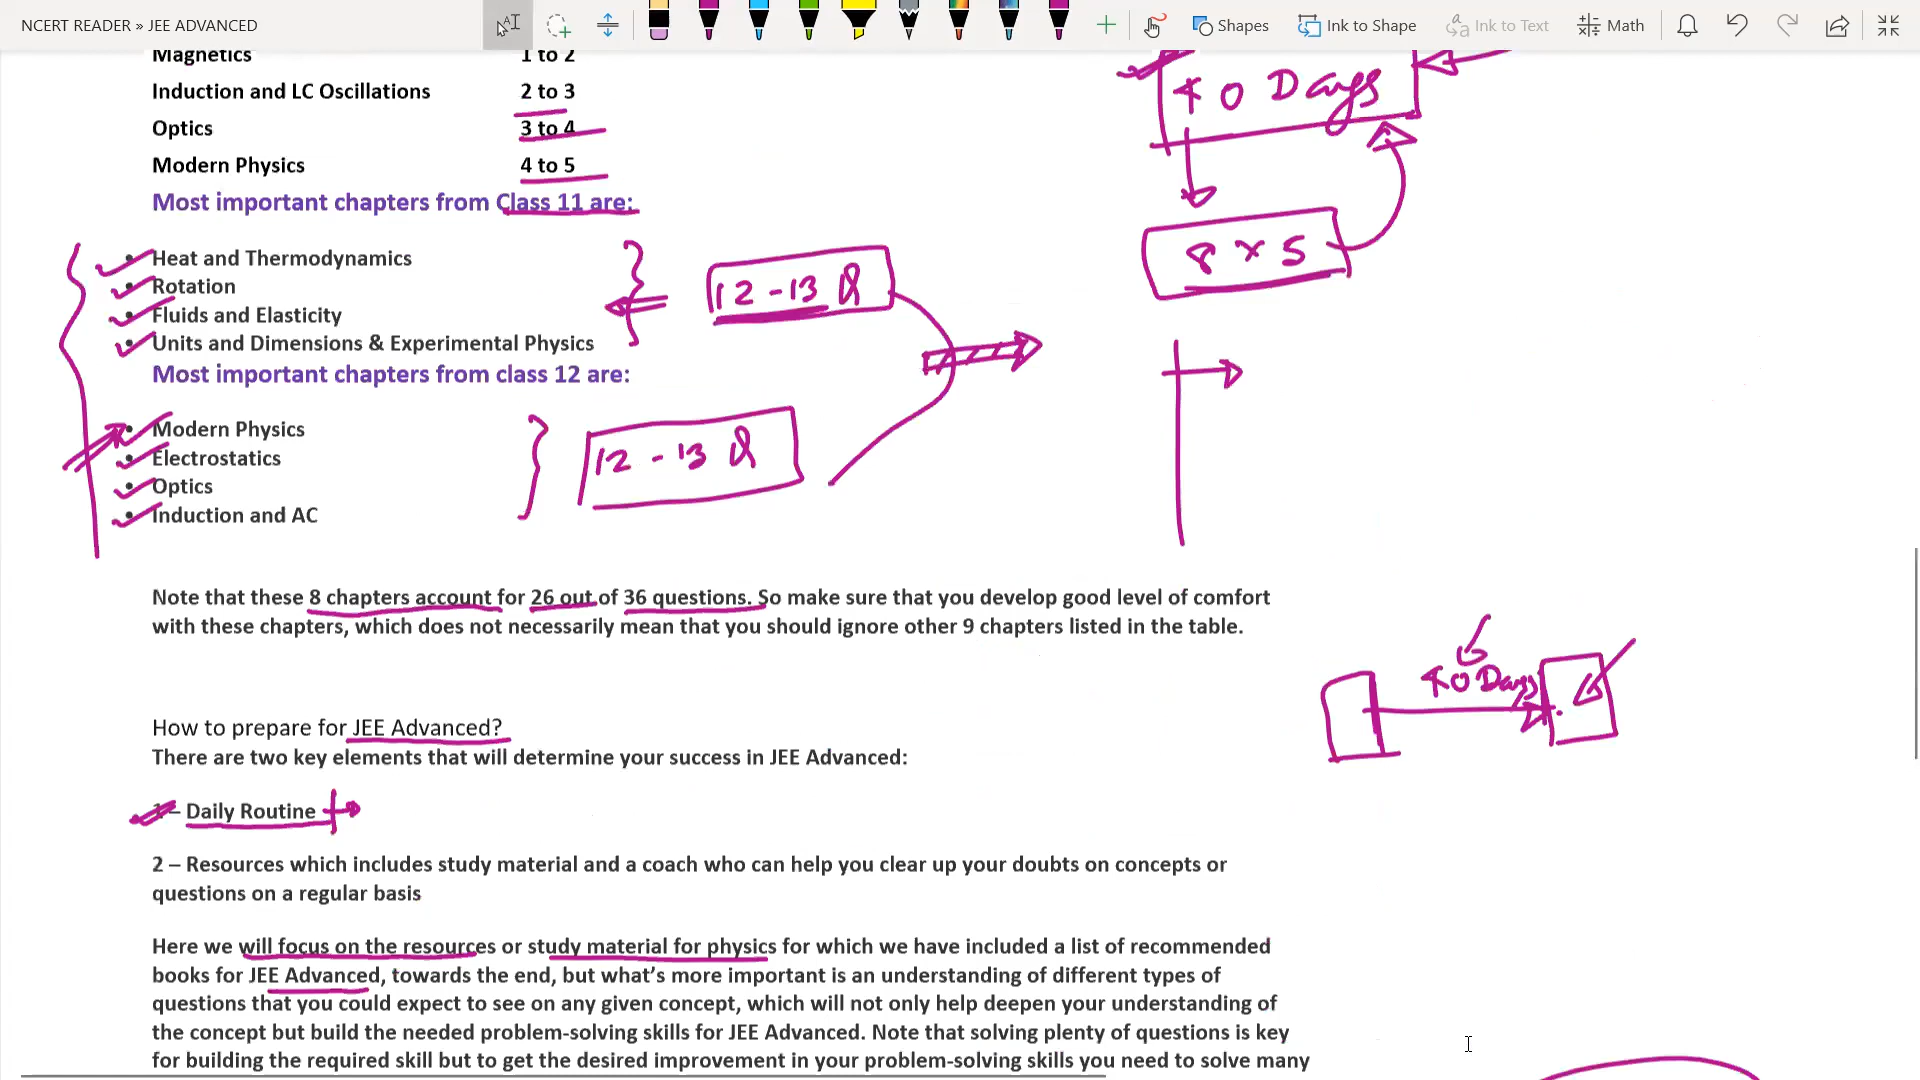 NCERT READER » JEE ADVANCED
Shapes Ink to Shape Ink to Text Math
Magnetics 1 to 2
Induction and LC Oscillations 2 to 3
Optics 3 to 4
Modern Physics 4 to 5
40 Days
8 x 5
Most important chapters from Class 11 are:
• Heat and Thermodynamics
• Rotation
• Fluids and Elasticity
• Units and Dimensions & Experimental Physics
12 - 13 Q
Most important chapters from class 12 are:
• Modern Physics
• Electrostatics
• Optics
• Induction and AC
12 - 13 Q
Note that these 8 chapters account for 26 out of 36 questions. So make sure that you develop good level of comfort
with these chapters, which does not necessarily mean that you should ignore other 9 chapters listed in the table.
40 Days
How to prepare for JEE Advanced?
There are two key elements that will determine your success in JEE Advanced:
1 – Daily Routine
2 – Resources which includes study material and a coach who can help you clear up your doubts on concepts or
questions on a regular basis
Here we will focus on the resources or study material for physics for which we have included a list of recommended
books for JEE Advanced, towards the end, but what’s more important is an understanding of different types of
questions that you could expect to see on any given concept, which will not only help deepen your understanding of
the concept but build the needed problem-solving skills for JEE Advanced. Note that solving plenty of questions is key
for building the required skill but to get the desired improvement in your problem-solving skills you need to solve many